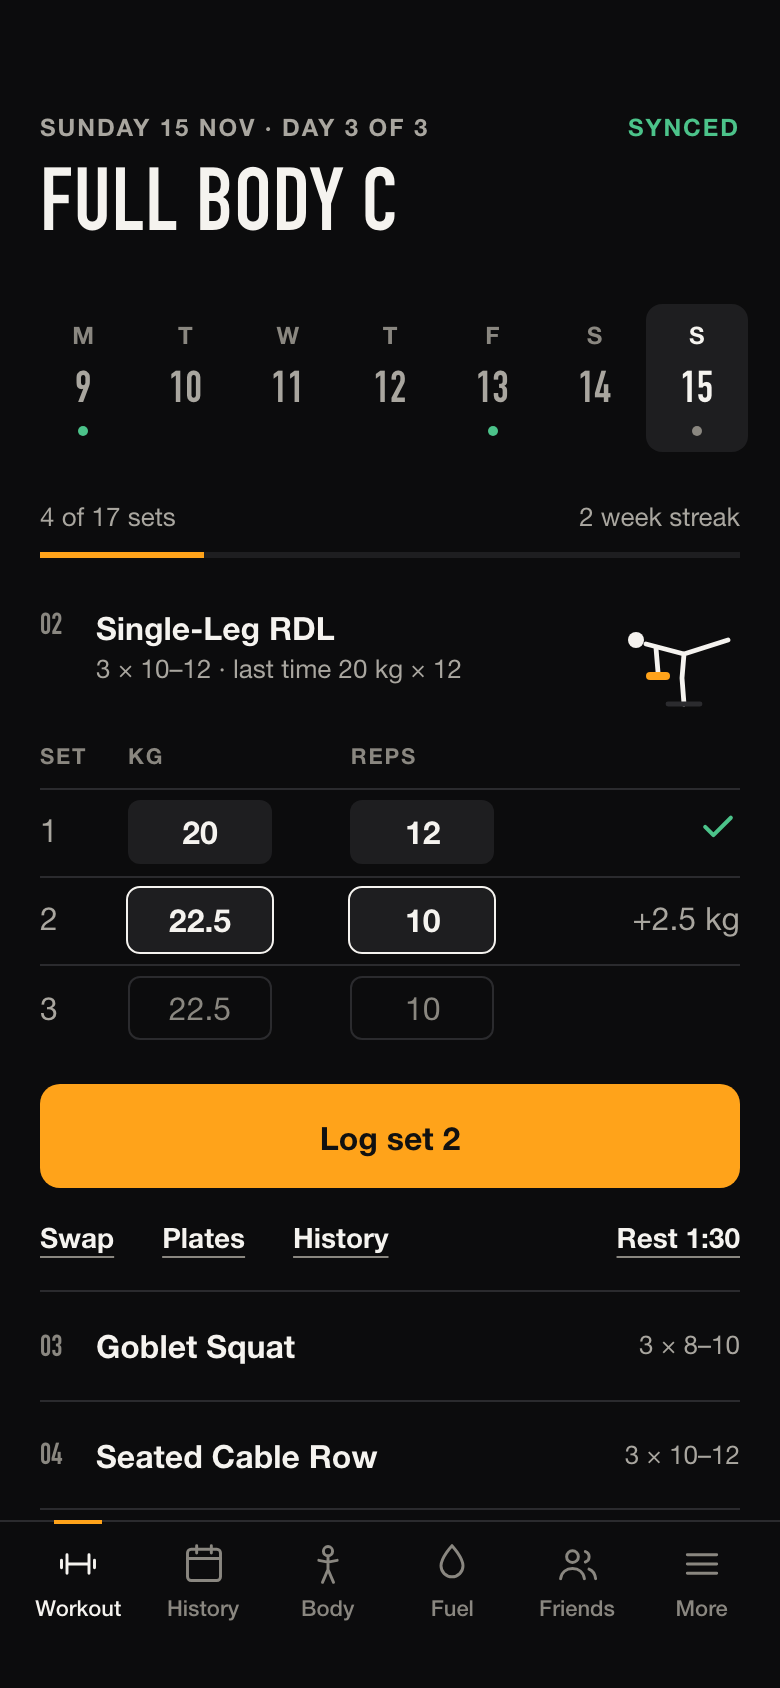 SUNDAY 15 NOV · DAY 3 OF 3
SYNCED
FULL BODY C
M T W T F S S
9 10 11 12 13 14 15
4 of 17 sets
2 week streak
02 Single-Leg RDL
3 × 10–12 · last time 20 kg × 12
SET KG REPS
1 20 12
2 22.5 10 +2.5 kg
3 22.5 10
Log set 2
Swap Plates History Rest 1:30
03 Goblet Squat 3 × 8–10
04 Seated Cable Row 3 × 10–12
Workout History Body Fuel Friends More